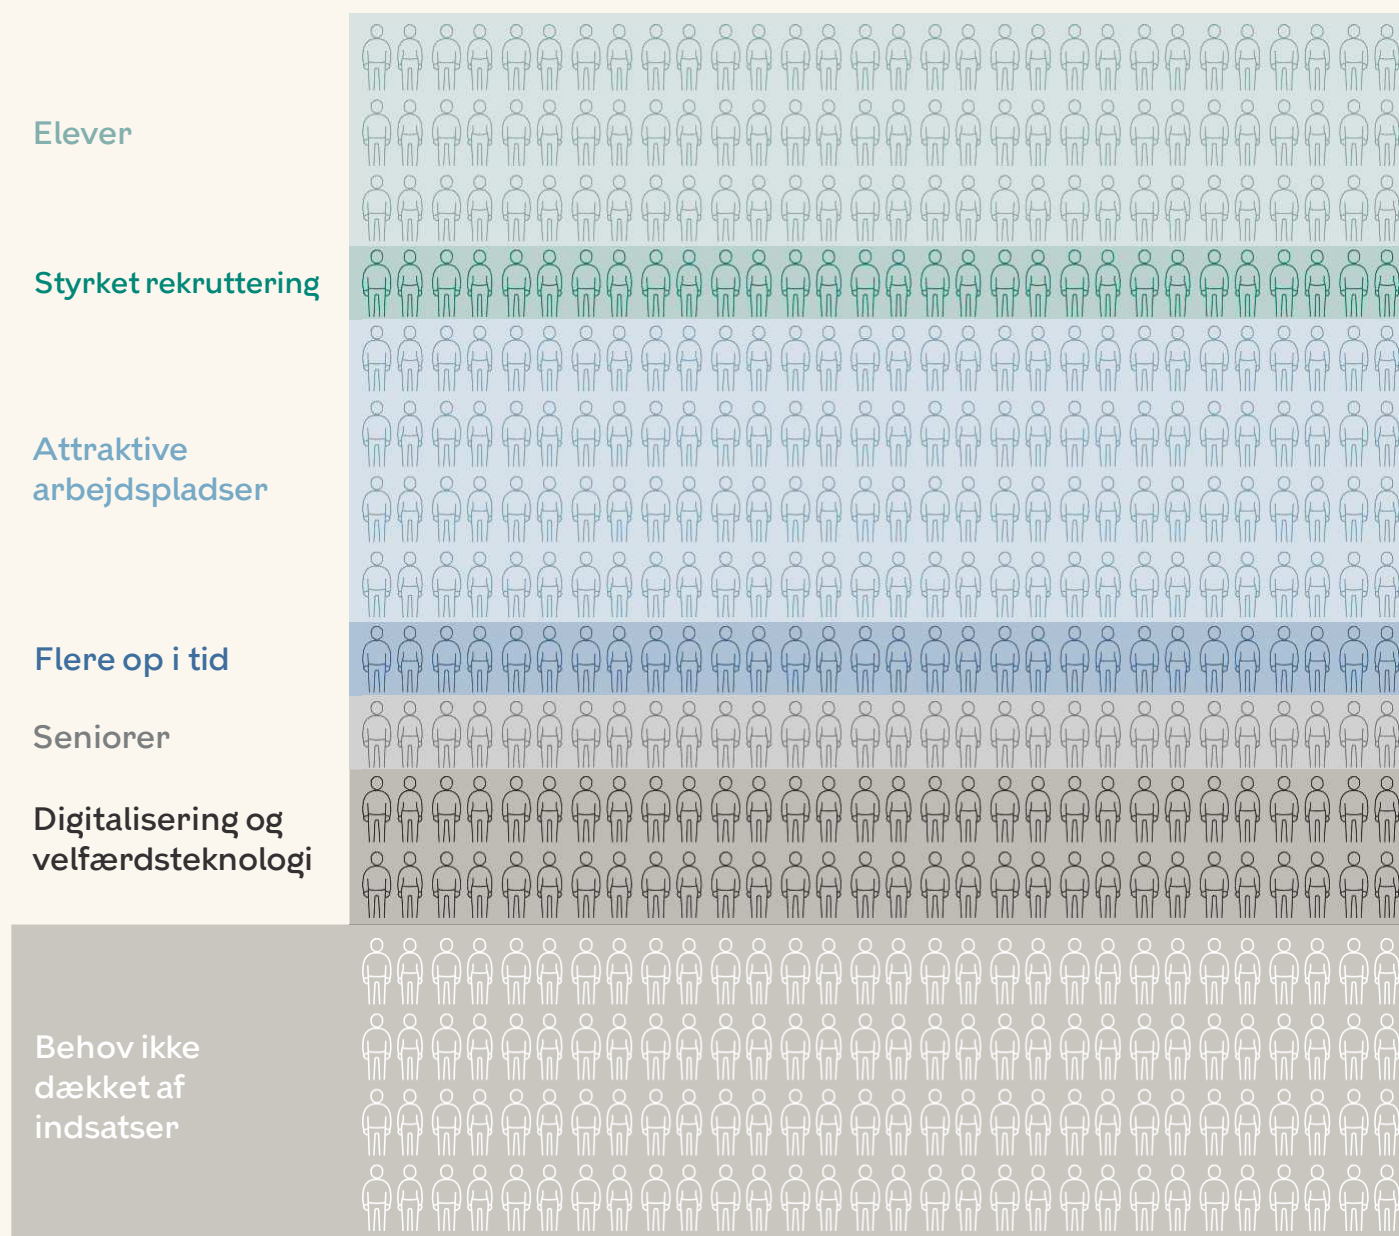 Elever
Styrket rekruttering
Attraktive
arbejdspladser
Flere op i tid
Seniorer
Digitalisering og
velfærdsteknologi
Behov ikke
dækket af
indsatser